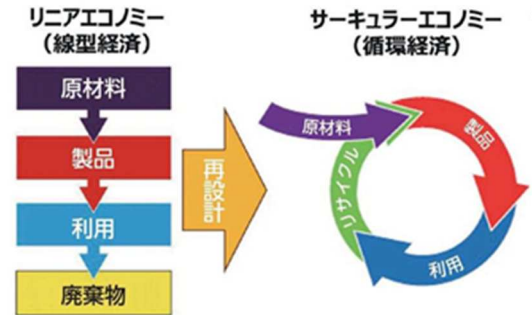 リニアエコノミー
（線型経済）
原材料
製品
利用
廃棄物
再設計
サーキュラーエコノミー
（循環経済）
原材料
製品
利用
リサイクル